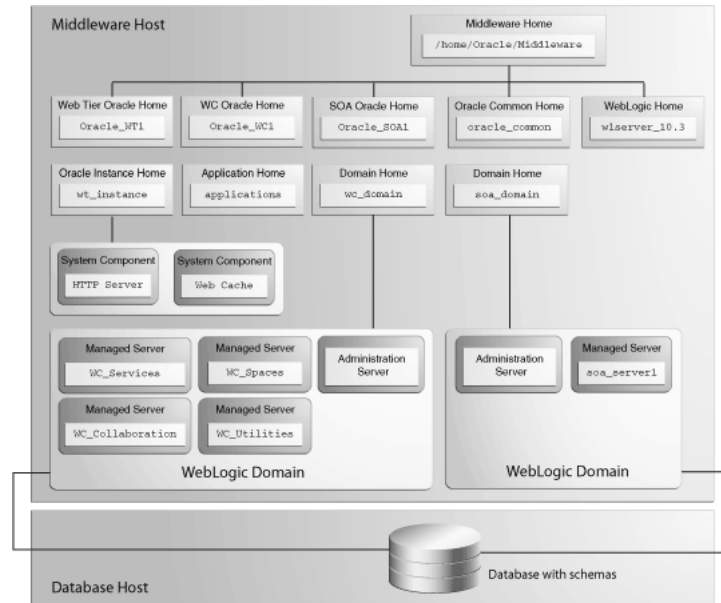 Middleware Host
Middleware Home
/home/Oracle/Middleware
Web Tier Oracle Home
Oracle_WT1
WC Oracle Home
Oracle_WC1
SOA Oracle Home
Oracle_SOA1
Oracle Common Home
oracle_common
WebLogic Home
wlserver_10.3
Oracle Instance Home
wt_instance
Application Home
applications
Domain Home
wc_domain
Domain Home
soa_domain
System Component
HTTP Server
System Component
Web Cache
Managed Server
WC_Services
Managed Server
WC_Spaces
Administration
Server
Managed Server
WC_Collaboration
Managed Server
WC_Utilities
WebLogic Domain
Administration
Server
Managed Server
soa_server1
WebLogic Domain
Database with schemas
Database Host